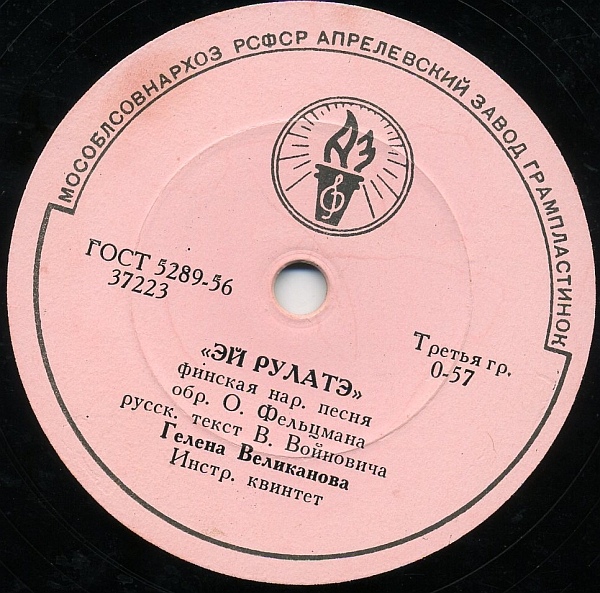 МОСОБЛСОВНАРХОЗ РСФСР АПРЕЛЕВСКИЙ ЗАВОД ГРАМПЛАСТИНОК
АЗ
ГОСТ 5289-56
37223
Третья гр.
0-57
«ЭЙ РУЛАТЭ»
финская нар. песня
обр. О. Фельцмана
русск. текст В. Войновича
Гелена Великанова
Инстр. квинтет